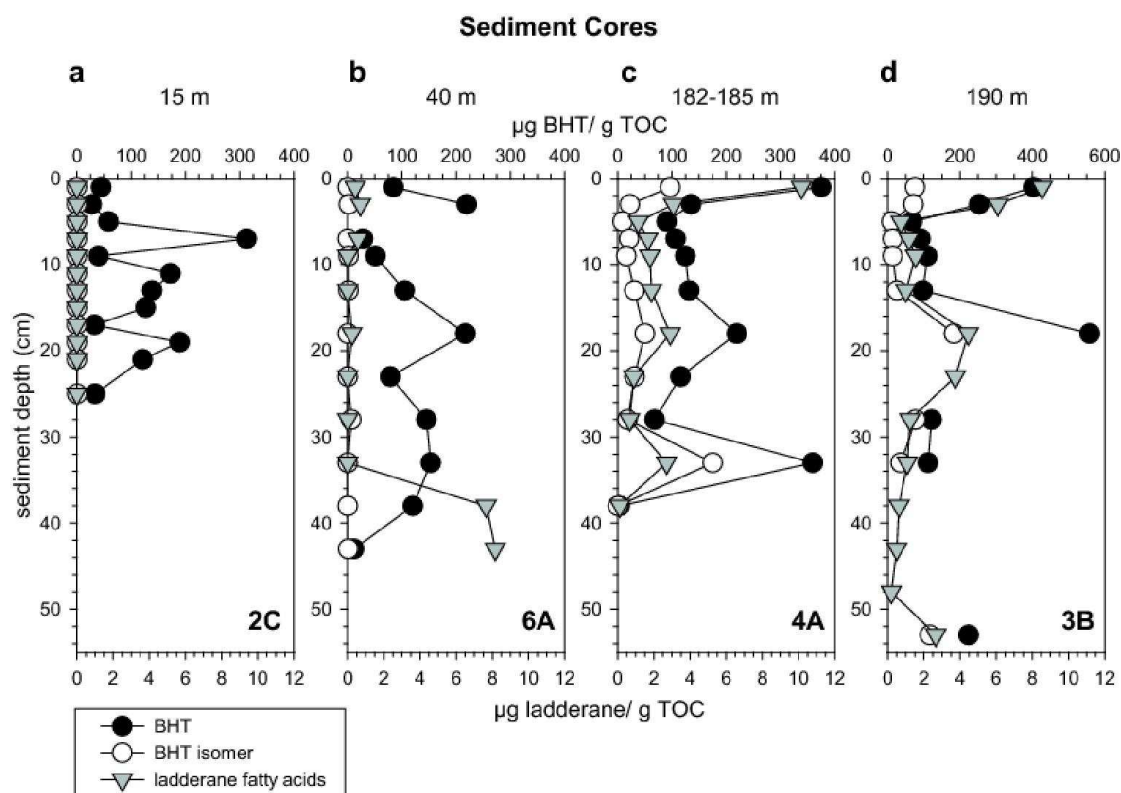 Sediment Cores
a b c d
15 m 40 m 182-185 m 190 m
µg BHT/ g TOC
0 100 200 300 400 0 100 200 300 400 0 100 200 300 400 0 200 400 600
0
10
20
30
40
50
sediment depth (cm)
2C 6A 4A 3B
0 2 4 6 8 10 12 0 2 4 6 8 10 12 0 2 4 6 8 10 12 0 2 4 6 8 10 12
µg ladderane/ g TOC
BHT
BHT isomer
ladderane fatty acids